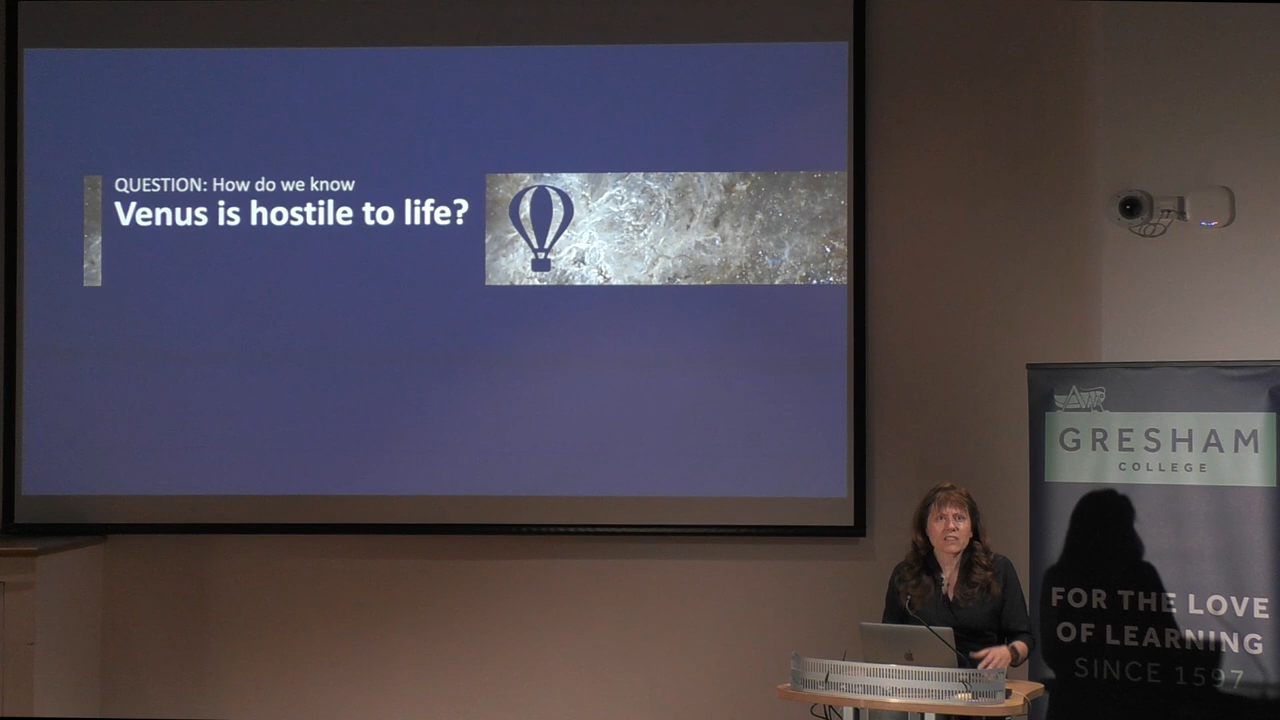 QUESTION: How do we know
Venus is hostile to life?
GRESHAM
COLLEGE
FOR THE LOVE
OF LEARNING
SINCE 1597